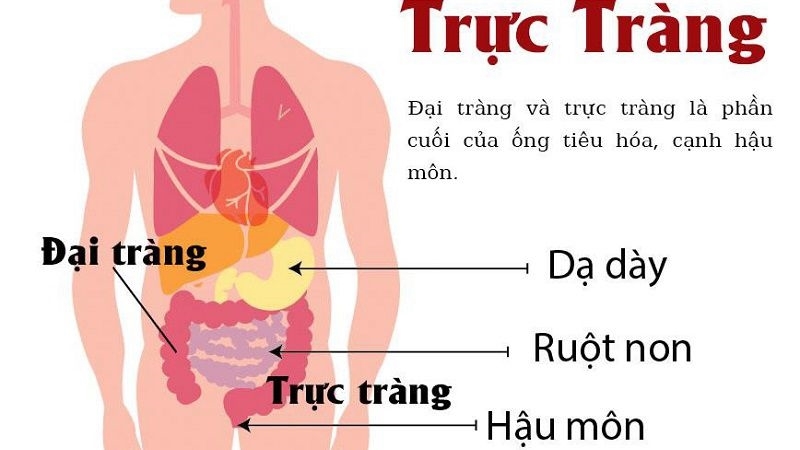 Trực Tràng
Đại tràng và trực tràng là phần
cuối của ống tiêu hóa, cạnh hậu
môn.
Đại tràng
Dạ dày
Ruột non
Trực tràng
Hậu môn